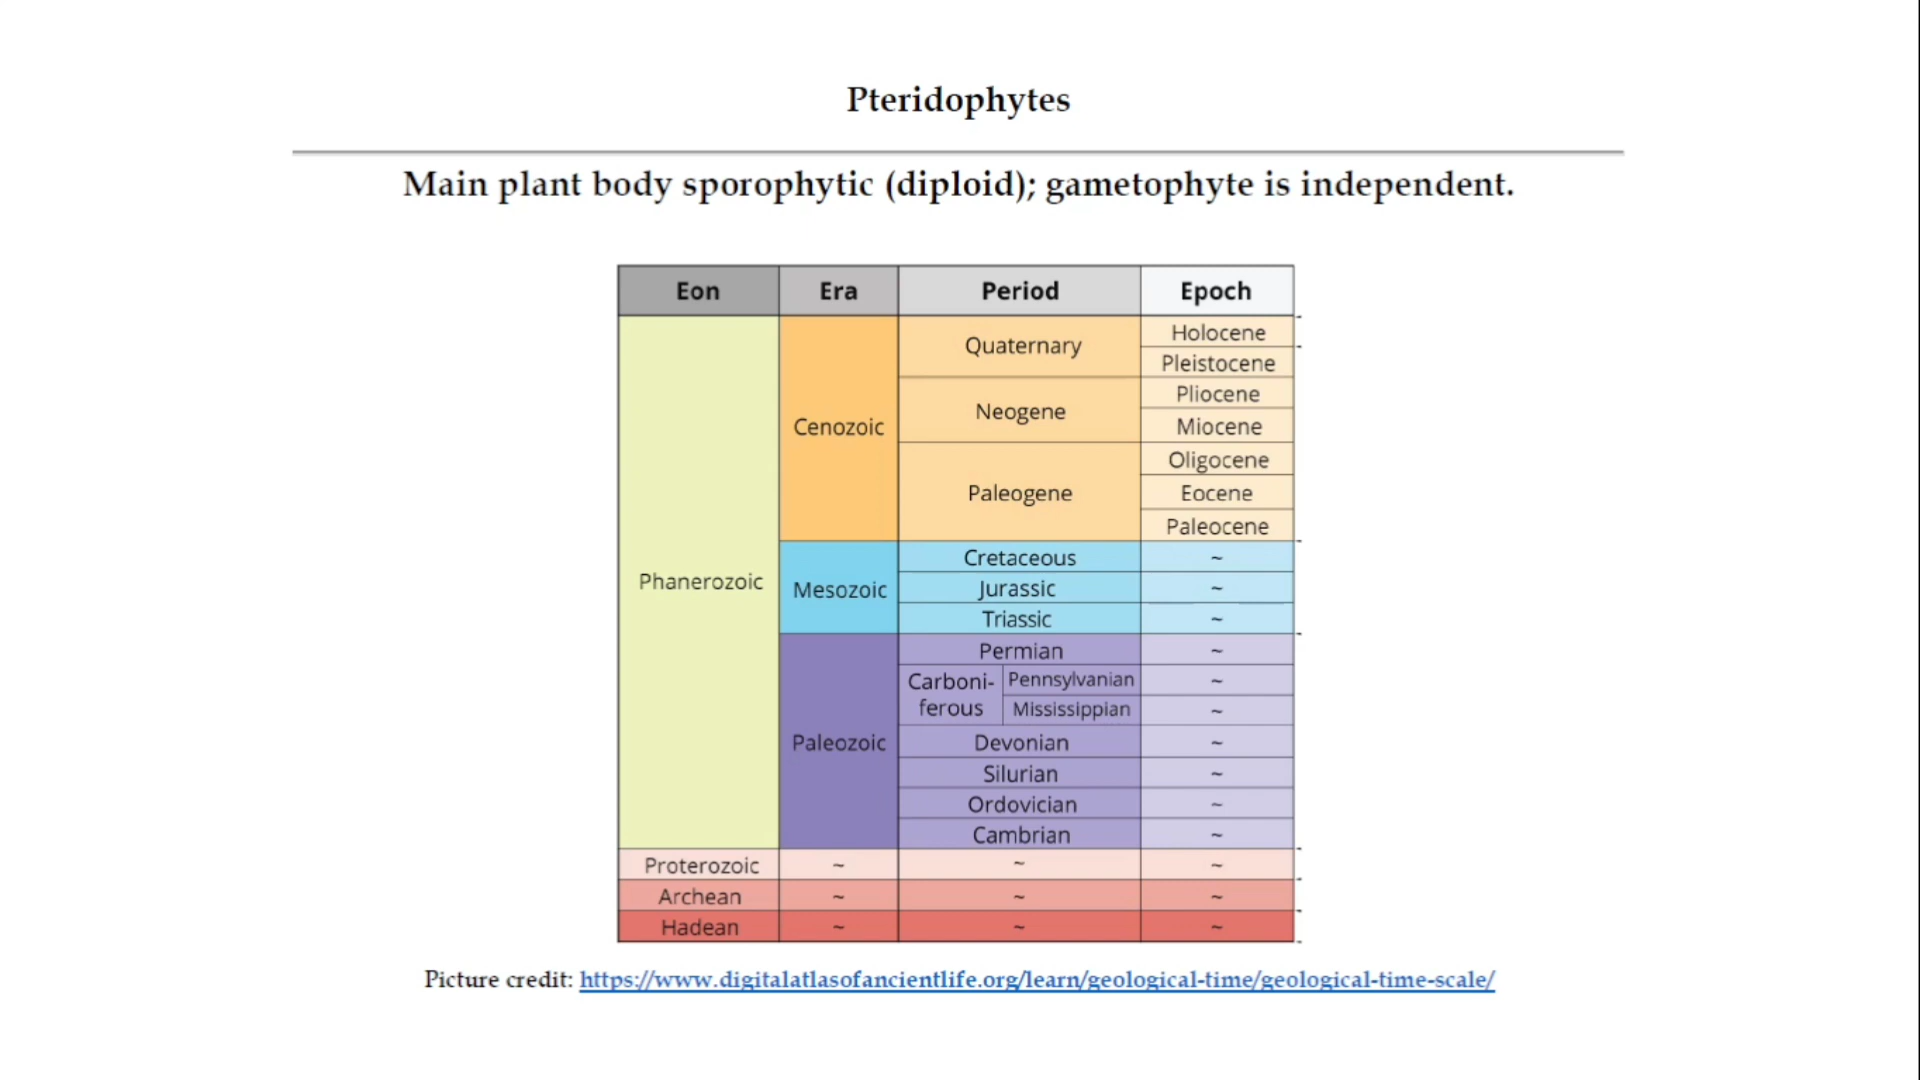 Pteridophytes
Main plant body sporophytic (diploid); gametophyte is independent.
Eon Era Period Epoch
Phanerozoic
Cenozoic
Quaternary
Holocene
Pleistocene
Neogene
Pliocene
Miocene
Paleogene
Oligocene
Eocene
Paleocene
Mesozoic
Cretaceous ~
Jurassic ~
Triassic ~
Paleozoic
Permian ~
Carboni-
ferous
Pennsylvanian ~
Mississippian ~
Devonian ~
Silurian ~
Ordovician ~
Cambrian ~
Proterozoic ~ ~ ~
Archean ~ ~ ~
Hadean ~ ~ ~
Picture credit: https://www.digitalatlasofancientlife.org/learn/geological-time/geological-time-scale/